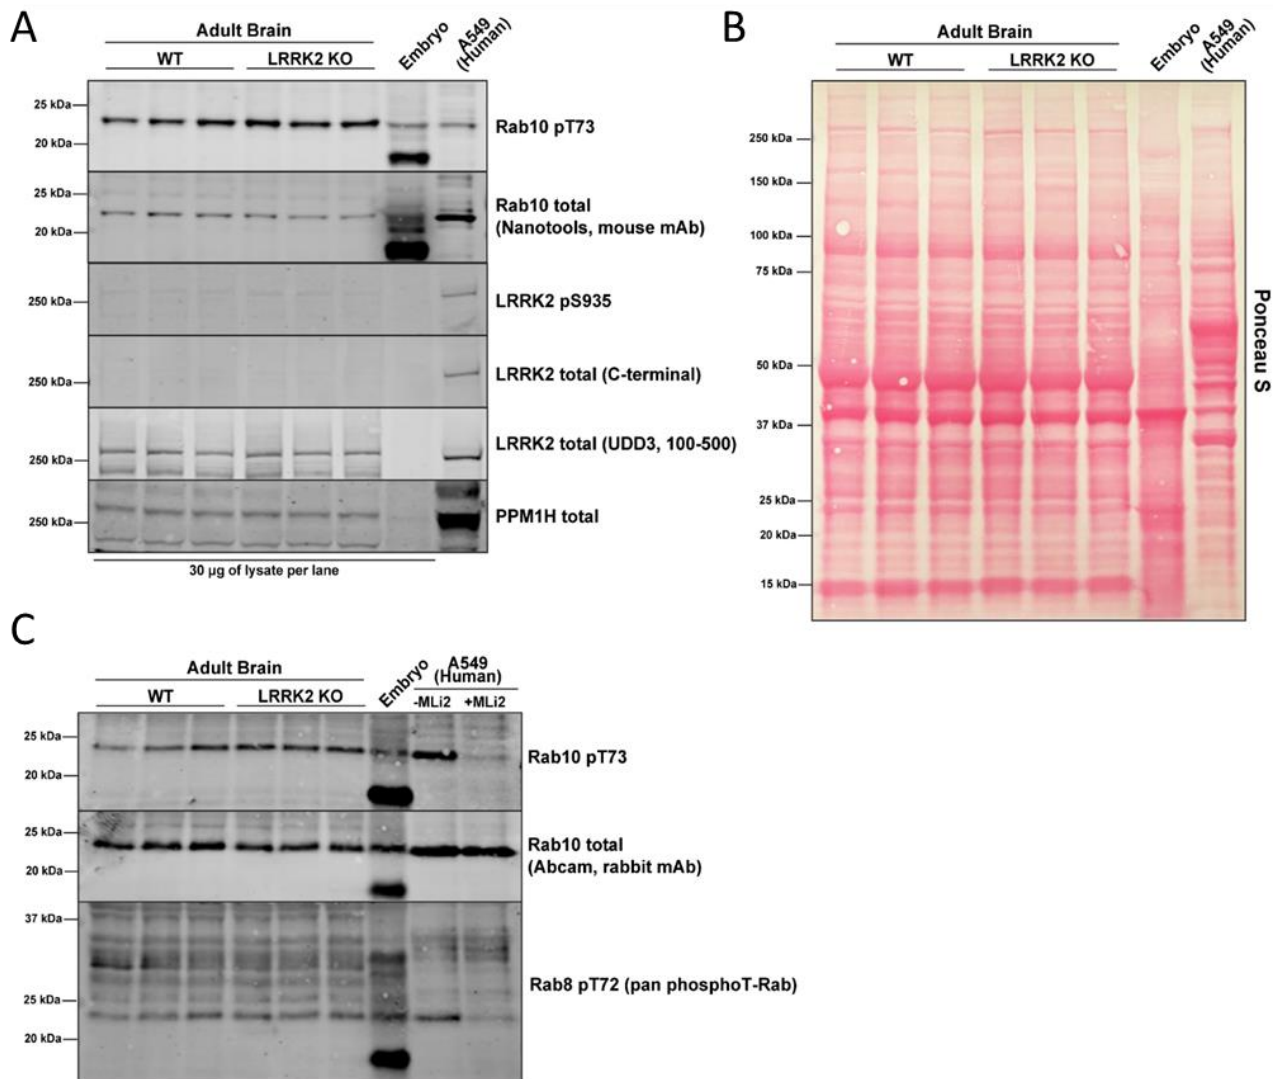 A
Adult Brain
WT
LRRK2 KO
Embryo
A549
(Human)
25 kDa
20 kDa
Rab10 pT73
25 kDa
20 kDa
Rab10 total
(Nanotools, mouse mAb)
250 kDa
LRRK2 pS935
250 kDa
LRRK2 total (C-terminal)
250 kDa
LRRK2 total (UDD3, 100-500)
250 kDa
PPM1H total
30 µg of lysate per lane
B
Adult Brain
WT
LRRK2 KO
Embryo
A549
(Human)
250 kDa
150 kDa
100 kDa
75 kDa
50 kDa
37 kDa
25 kDa
20 kDa
15 kDa
Ponceau S
C
Adult Brain
WT
LRRK2 KO
Embryo
A549
(Human)
-MLi2
+MLi2
25 kDa
20 kDa
Rab10 pT73
25 kDa
20 kDa
Rab10 total
(Abcam, rabbit mAb)
37 kDa
25 kDa
20 kDa
Rab8 pT72 (pan phosphoT-Rab)